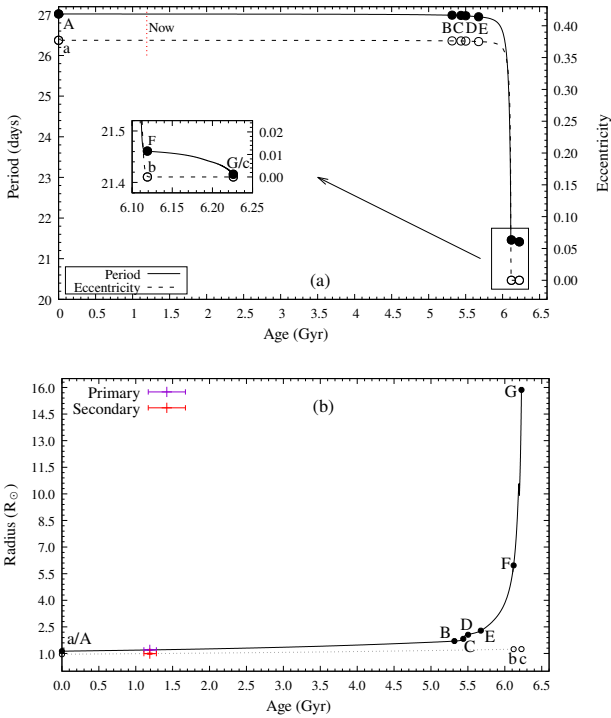 27
26
25
24
23
22
21
20
Period (days)
0.40
0.35
0.30
0.25
0.20
0.15
0.10
0.05
0.00
Eccentricity
A
a
Now
B C D E
21.5
21.4
F
b
G/c
0.02
0.01
0.00
6.10 6.15 6.20 6.25
Period
Eccentricity
(a)
0 0.5 1 1.5 2 2.5 3 3.5 4 4.5 5 5.5 6 6.5
Age (Gyr)
16.0
14.5
13.0
11.5
10.0
8.5
7.0
5.5
4.0
2.5
1.0
Radius (R☉)
Primary
Secondary
(b)
G
F
a/A
B
D
C
E
b c
0.0 0.5 1.0 1.5 2.0 2.5 3.0 3.5 4.0 4.5 5.0 5.5 6.0 6.5
Age (Gyr)